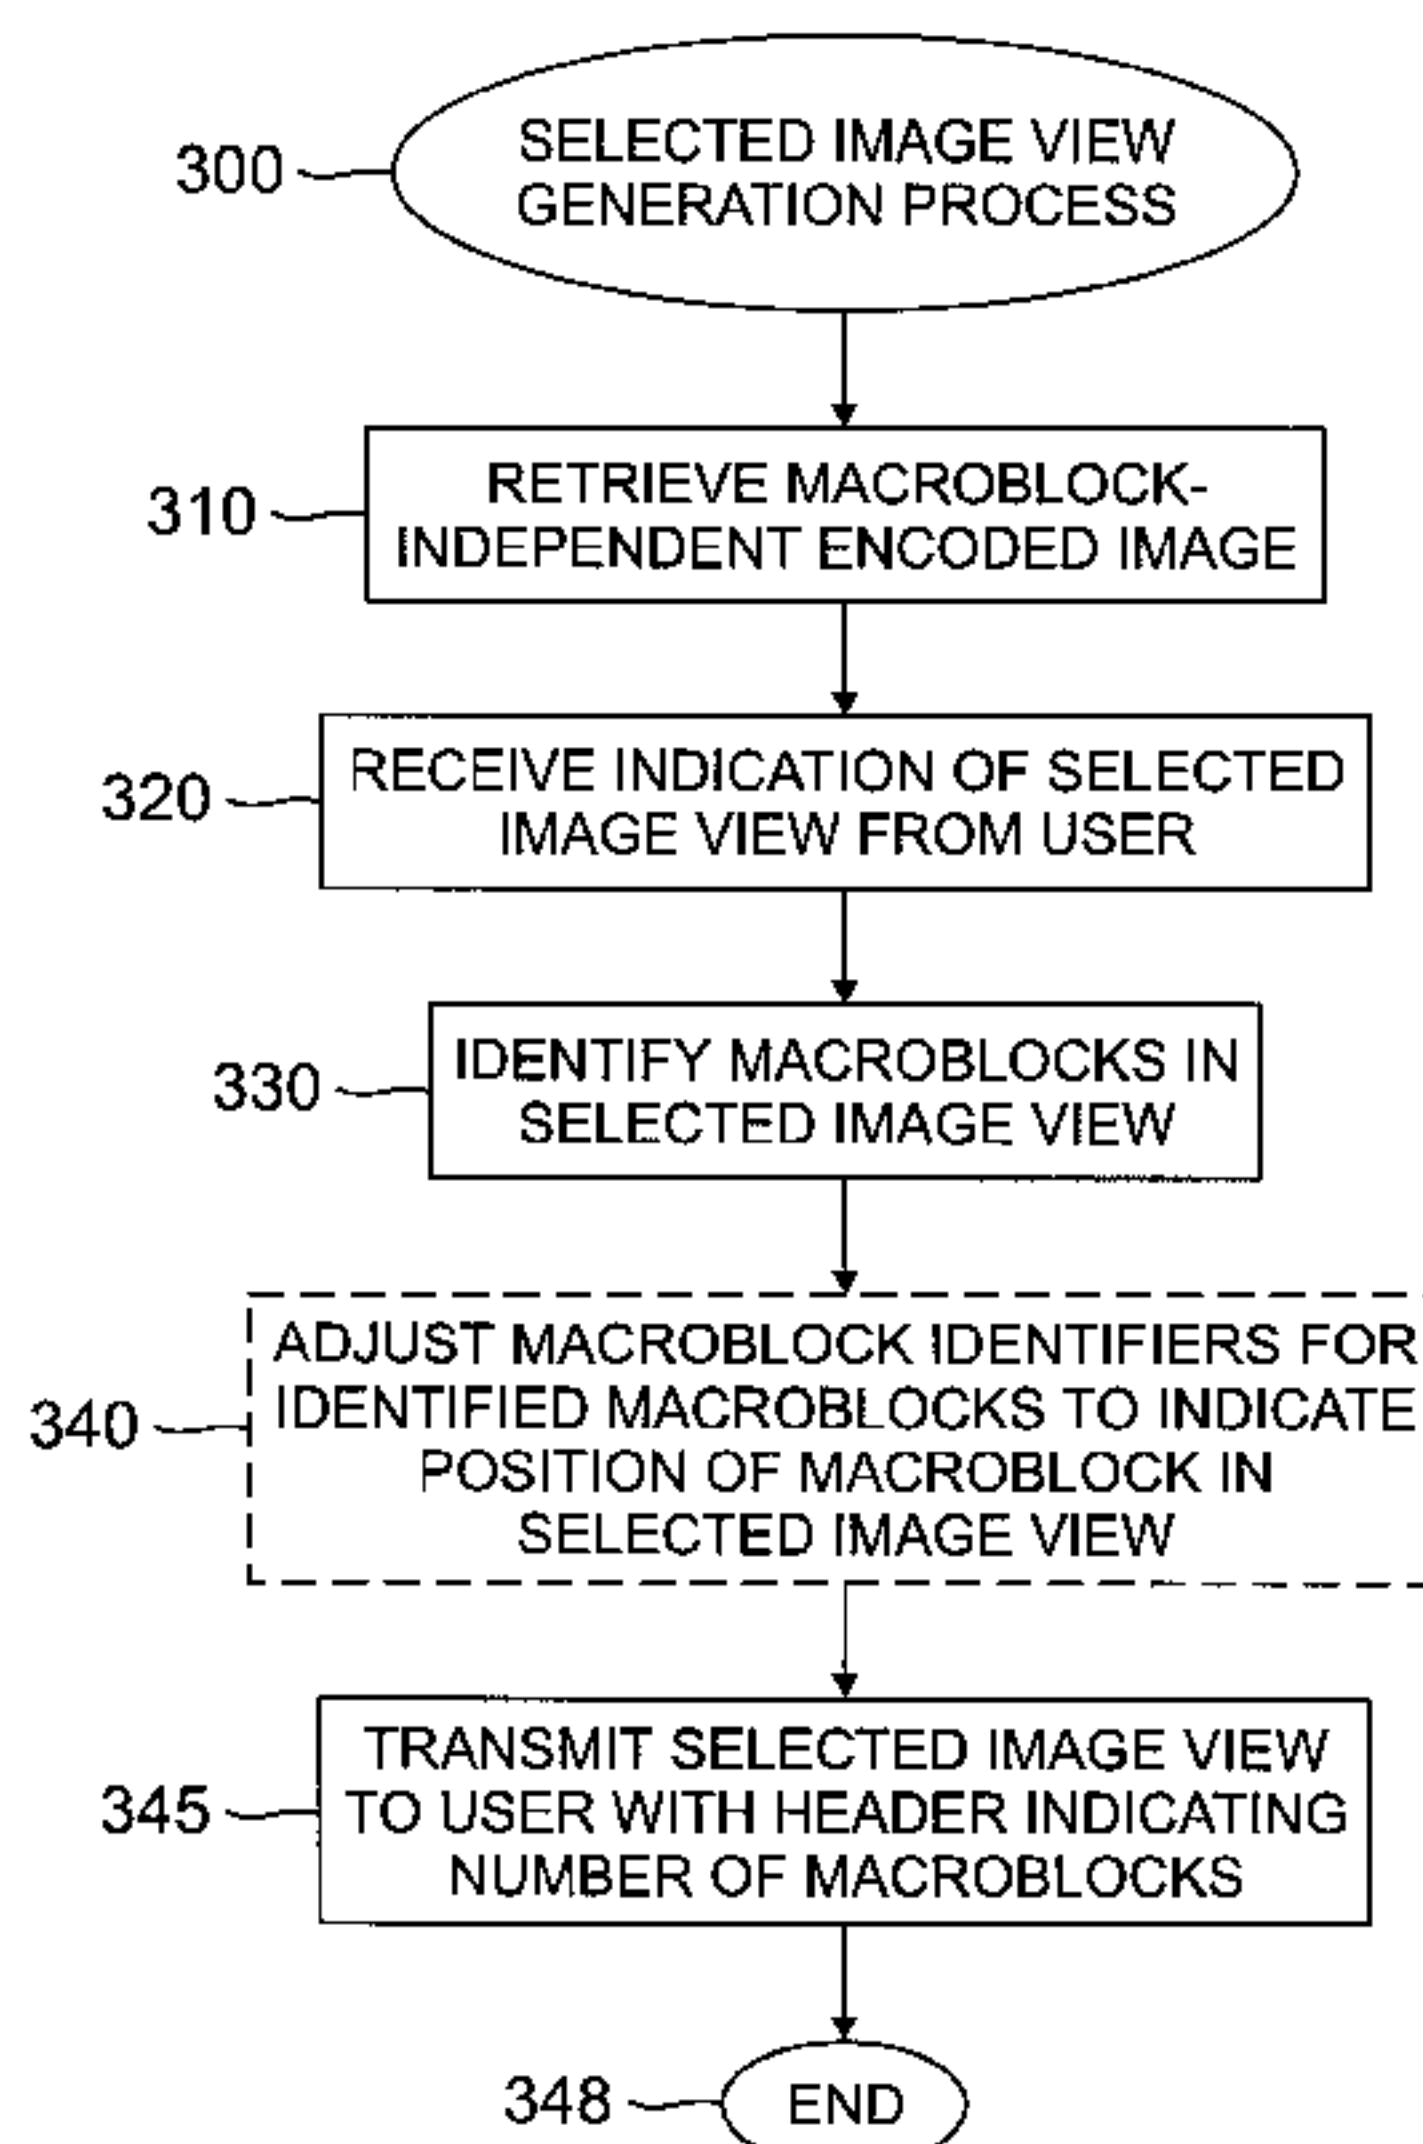 300
SELECTED IMAGE VIEW
GENERATION PROCESS
310
RETRIEVE MACROBLOCK-
INDEPENDENT ENCODED IMAGE
320
RECEIVE INDICATION OF SELECTED
IMAGE VIEW FROM USER
330
IDENTIFY MACROBLOCKS IN
SELECTED IMAGE VIEW
340
ADJUST MACROBLOCK IDENTIFIERS FOR
IDENTIFIED MACROBLOCKS TO INDICATE
POSITION OF MACROBLOCK IN
SELECTED IMAGE VIEW
345
TRANSMIT SELECTED IMAGE VIEW
TO USER WITH HEADER INDICATING
NUMBER OF MACROBLOCKS
348
END